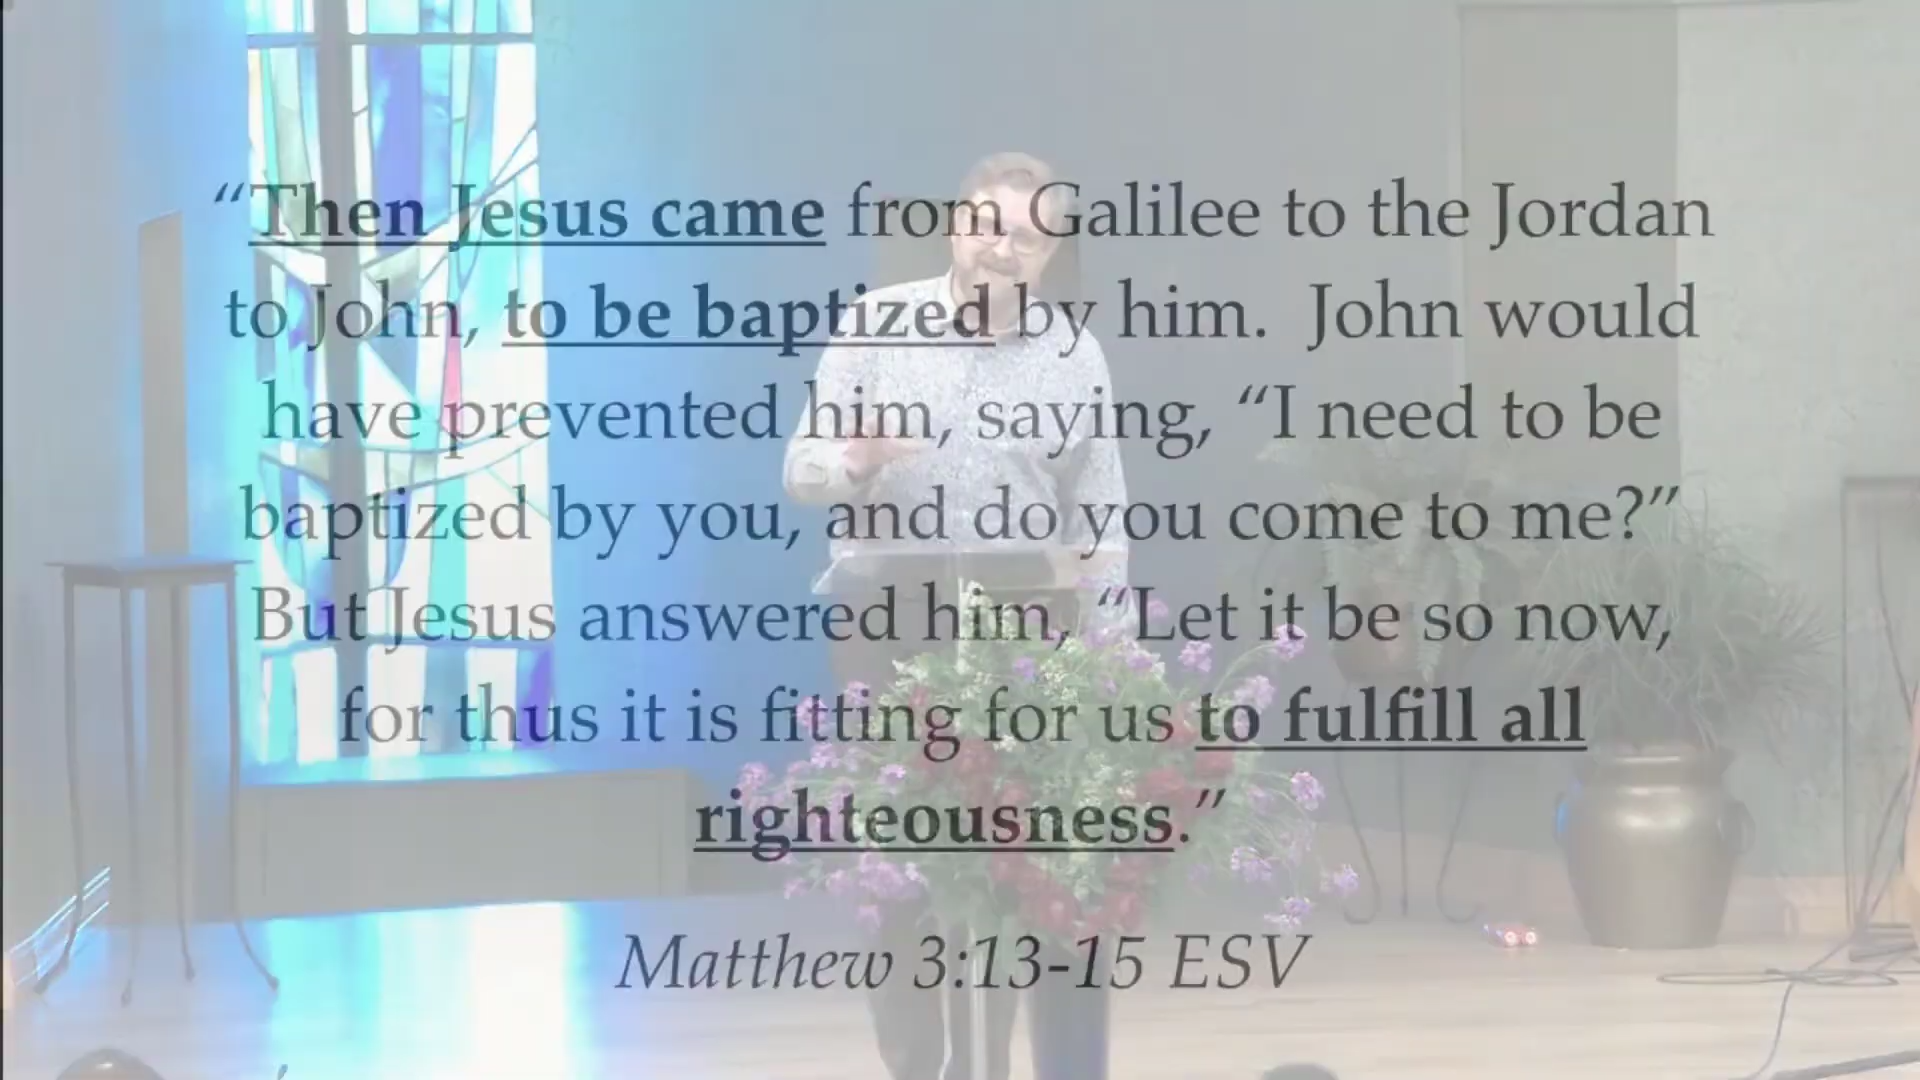 “Then Jesus came from Galilee to the Jordan
to John, to be baptized by him.  John would
have prevented him, saying, “I need to be
baptized by you, and do you come to me?”
But Jesus answered him, “Let it be so now,
for thus it is fitting for us to fulfill all
righteousness.”
Matthew 3:13-15 ESV